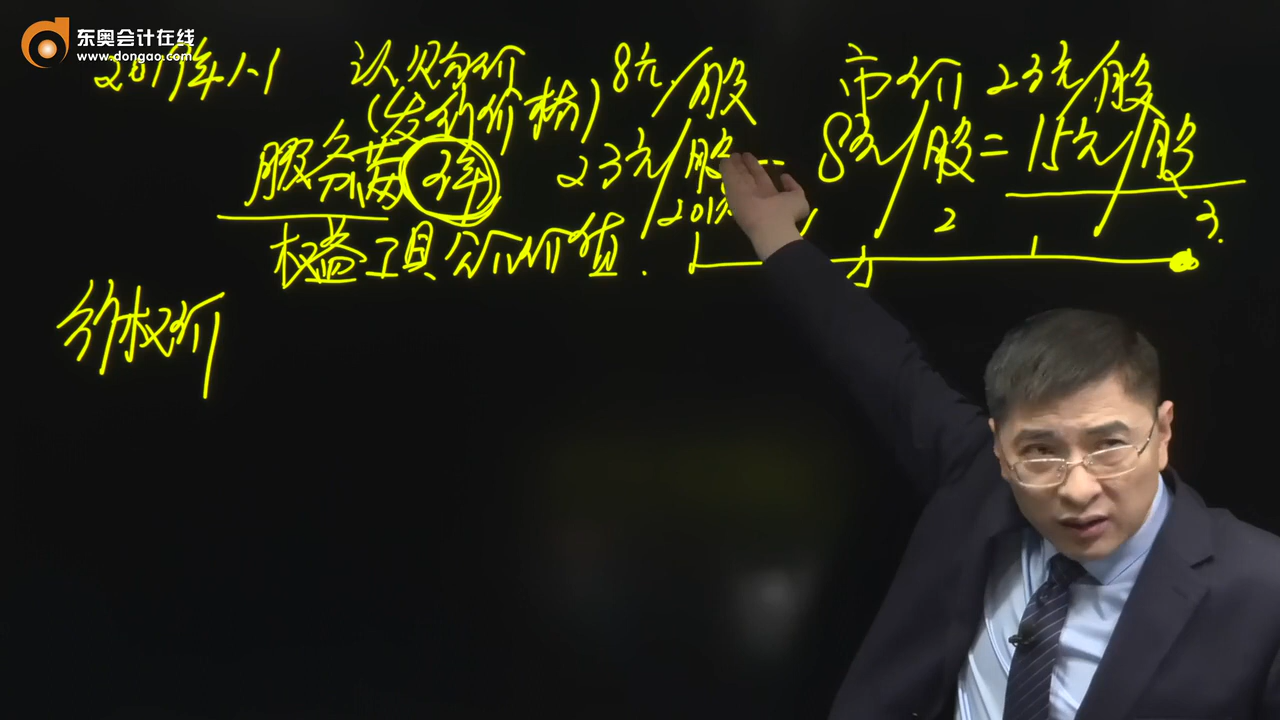 东奥会计在线
www.dongao.com
2019年1.1 认购价 8元/股 市价 23元/股
(发行价格)
服务满3年 23元/股 - 8元/股 = 15元/股
权益工具公允价值.
1 2 3.
行权价